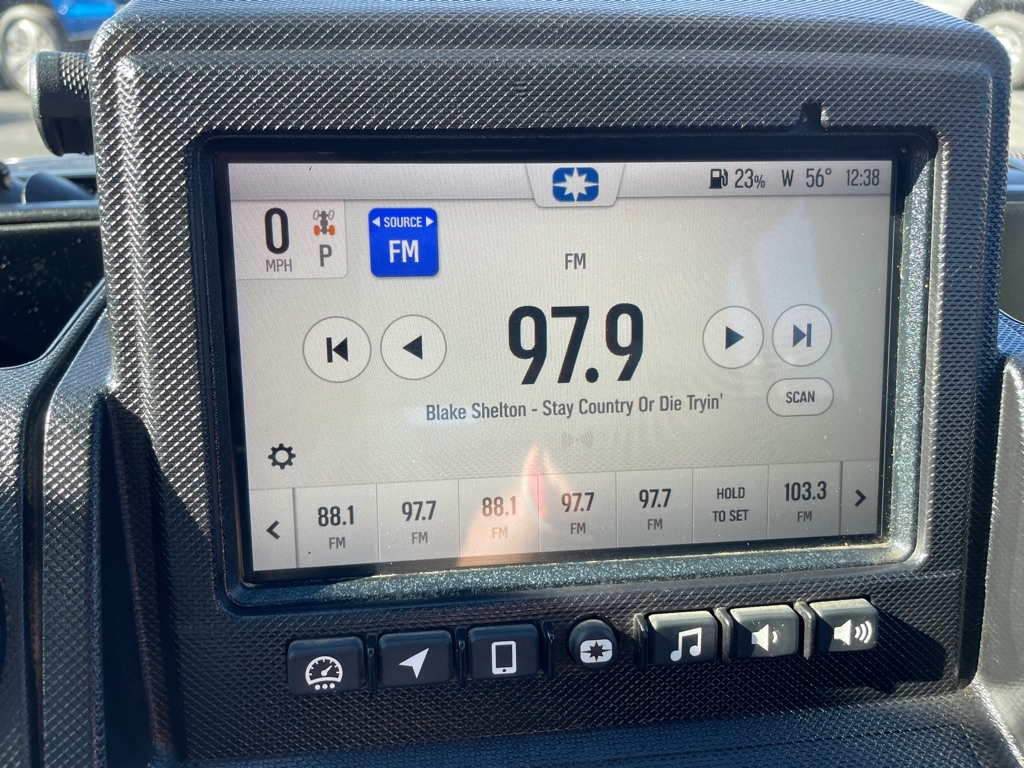 23% W 56° 12:38
0
MPH
P
SOURCE
FM
FM
97.9
Blake Shelton - Stay Country Or Die Tryin'
SCAN
88.1 97.7 88.1 97.7 97.7 HOLD 103.3
FM FM FM FM FM TO SET FM